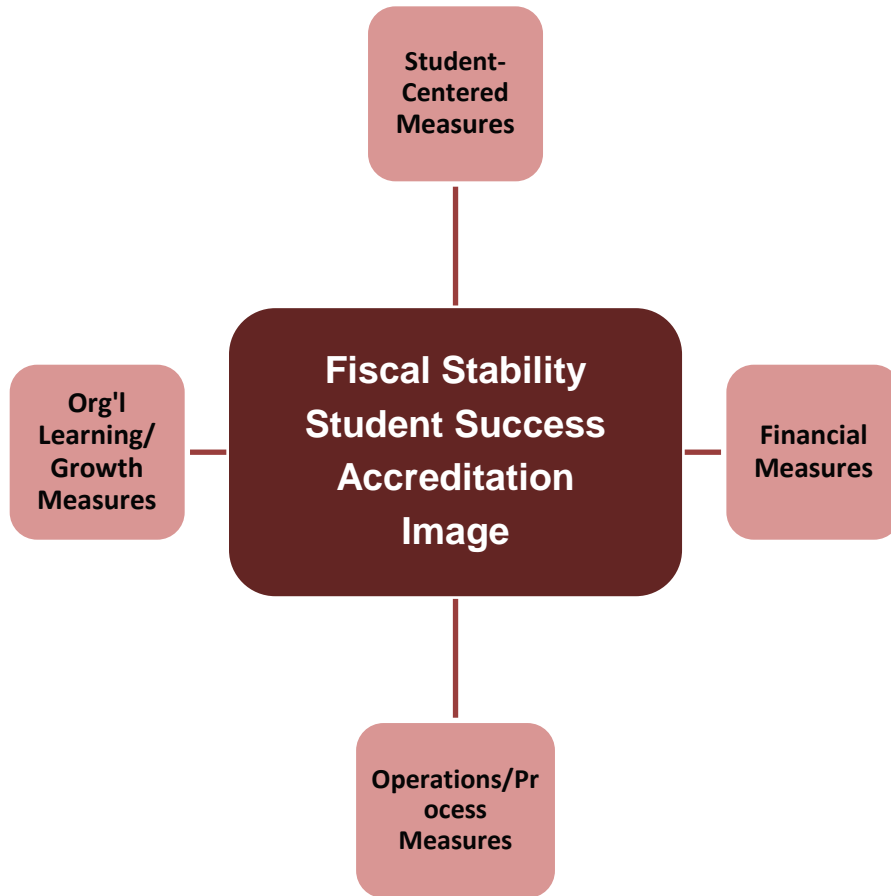 Student-
Centered
Measures
Fiscal Stability
Student Success
Accreditation
Image
Org'l
Learning/
Growth
Measures
Financial
Measures
Operations/Pr
ocess
Measures